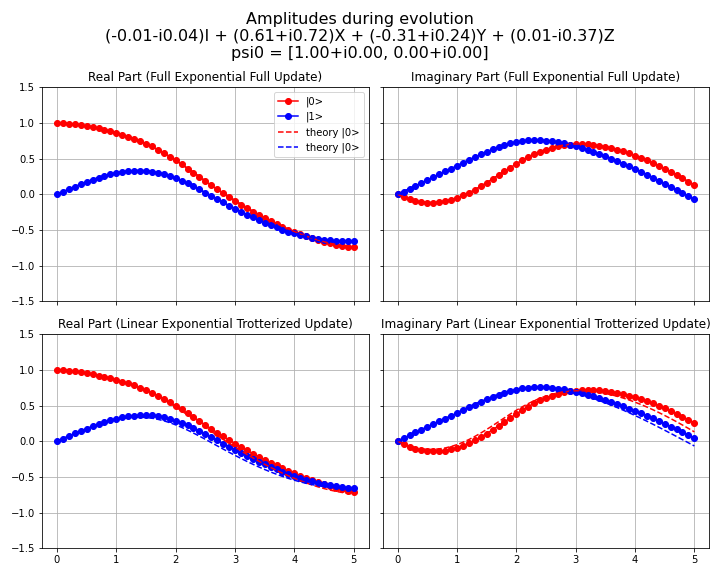 Amplitudes during evolution
(-0.01-i0.04)I + (0.61+i0.72)X + (-0.31+i0.24)Y + (0.01-i0.37)Z
psi0 = [1.00+i0.00, 0.00+i0.00]
Real Part (Full Exponential Full Update)
Imaginary Part (Full Exponential Full Update)
1.5
1.0
0.5
0.0
−0.5
−1.0
−1.5
|0>
|1>
theory |0>
theory |0>
Real Part (Linear Exponential Trotterized Update)
Imaginary Part (Linear Exponential Trotterized Update)
1.5
1.0
0.5
0.0
−0.5
−1.0
−1.5
0 1 2 3 4 5
0 1 2 3 4 5